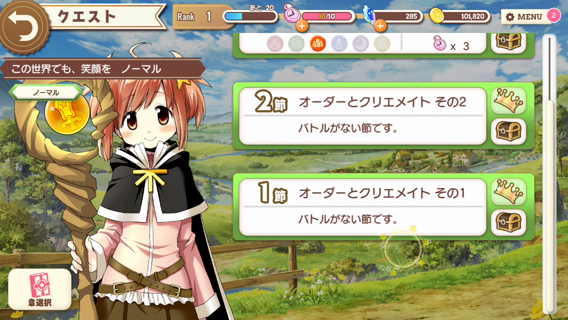 クエスト
Rank 1
あと 20
10/10
285
101,820
MENU
2
この世界でも、笑顔を ノーマル
ノーマル
x 3
2節 オーダーとクリエメイト その2
バトルがない節です。
1節 オーダーとクリエメイト その1
バトルがない節です。
章選択